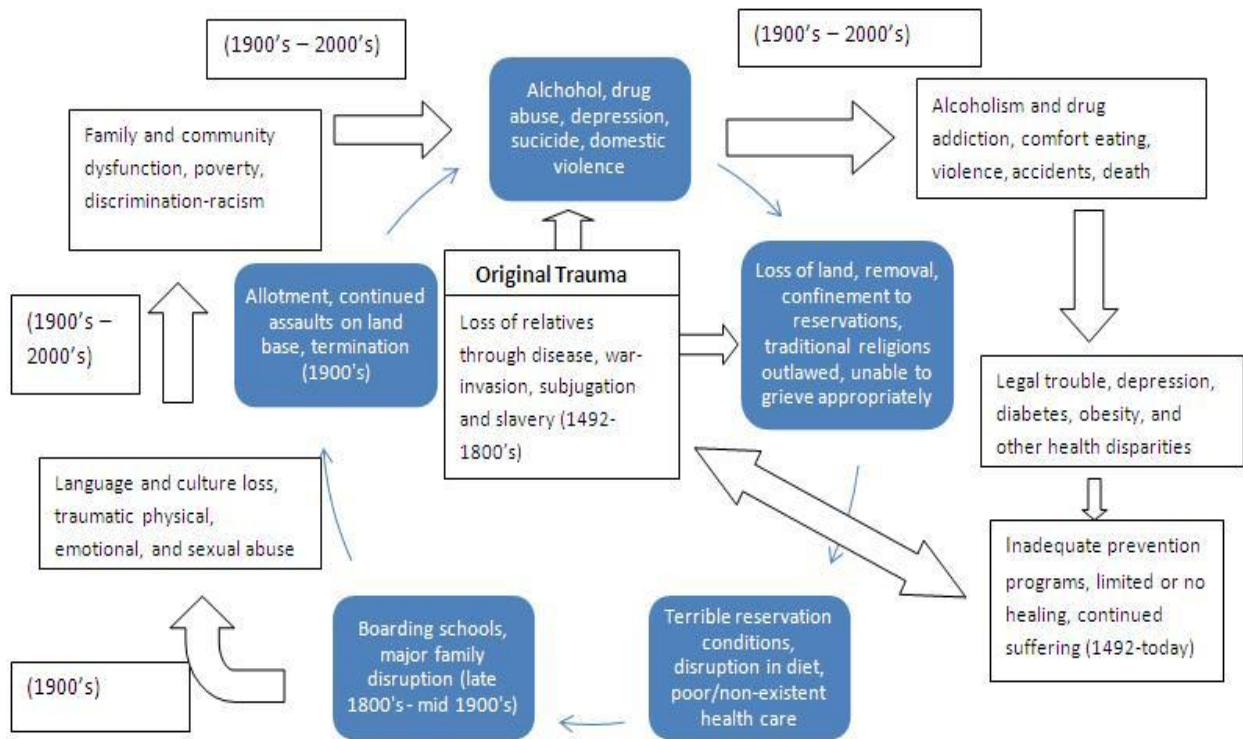 (1900's – 2000's)
(1900's – 2000's)
Alchohol, drug
abuse, depression,
sucicide, domestic
violence
Alcoholism and drug
addiction, comfort eating,
violence, accidents, death
Family and community
dysfunction, poverty,
discrimination-racism
Original Trauma
Loss of relatives
through disease, war-
invasion, subjugation
and slavery (1492-
1800's)
Loss of land, removal,
confinement to
reservations,
traditional religions
outlawed, unable to
grieve appropriately
Allotment, continued
assaults on land
base, termination
(1900's)
(1900's –
2000's)
Legal trouble, depression,
diabetes, obesity, and
other health disparities
Language and culture loss,
traumatic physical,
emotional, and sexual abuse
Inadequate prevention
programs, limited or no
healing, continued
suffering (1492-today)
Terrible reservation
conditions,
disruption in diet,
poor/non-existent
health care
Boarding schools,
major family
disruption (late
1800's - mid 1900's)
(1900's)